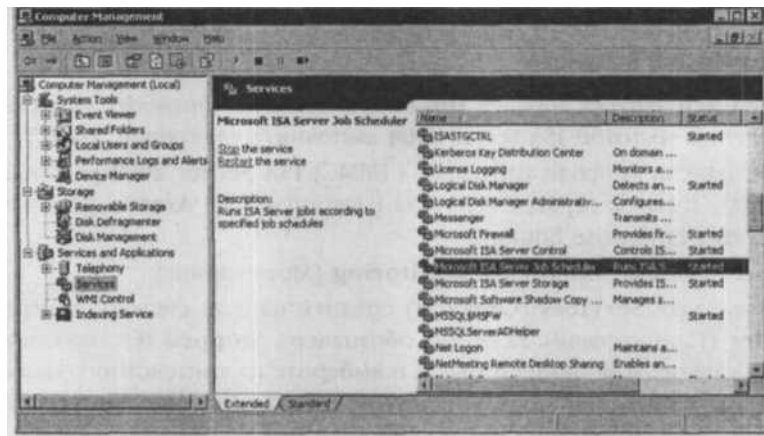 Computer Management
File Action View Window Help
Computer Management (Local)
System Tools
Event Viewer
Shared Folders
Local Users and Groups
Performance Logs and Alerts
Device Manager
Storage
Removable Storage
Disk Defragmenter
Disk Management
Services and Applications
Telephony
Services
WMI Control
Indexing Service
Services
Microsoft ISA Server Job Scheduler
Stop the service
Restart the service
Description:
Runs ISA Server jobs according to
specified job schedules
Name Description Status
ISASTGCTRL Started
Kerberos Key Distribution Center On domain ...
License Logging Monitors a...
Logical Disk Manager Detects an... Started
Logical Disk Manager Administrativ... Configures...
Messenger Transmits ...
Microsoft Firewall Provides fir... Started
Microsoft ISA Server Control Controls IS... Started
Microsoft ISA Server Job Scheduler Runs ISA S... Started
Microsoft ISA Server Storage Provides IS... Started
Microsoft Software Shadow Copy ... Manages s...
MSSQL$MSFW Started
MSSQLServerADHelper
Net Logon Maintains a...
NetMeeting Remote Desktop Sharing Enables an...
Extended Standard